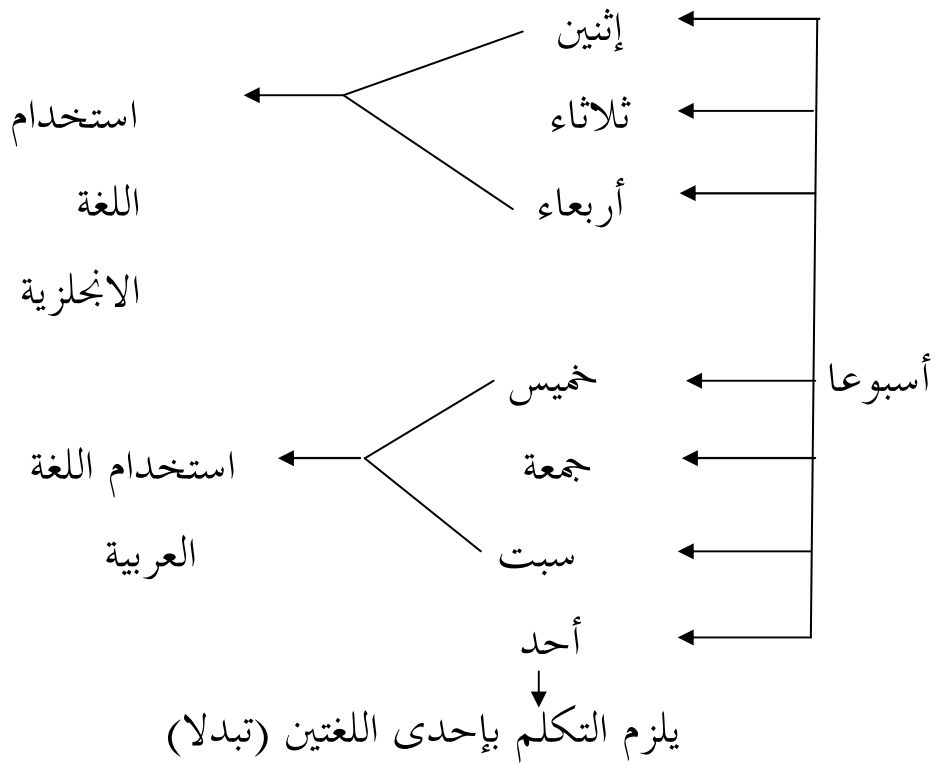 إثنين
ثلاثاء
أربعاء
استخدام
اللغة
الانجلزية
أسبوعا
خميس
جمعة
سبت
استخدام اللغة
العربية
أحد
يلزم التكلم بإحدى اللغتين (تبدلا)